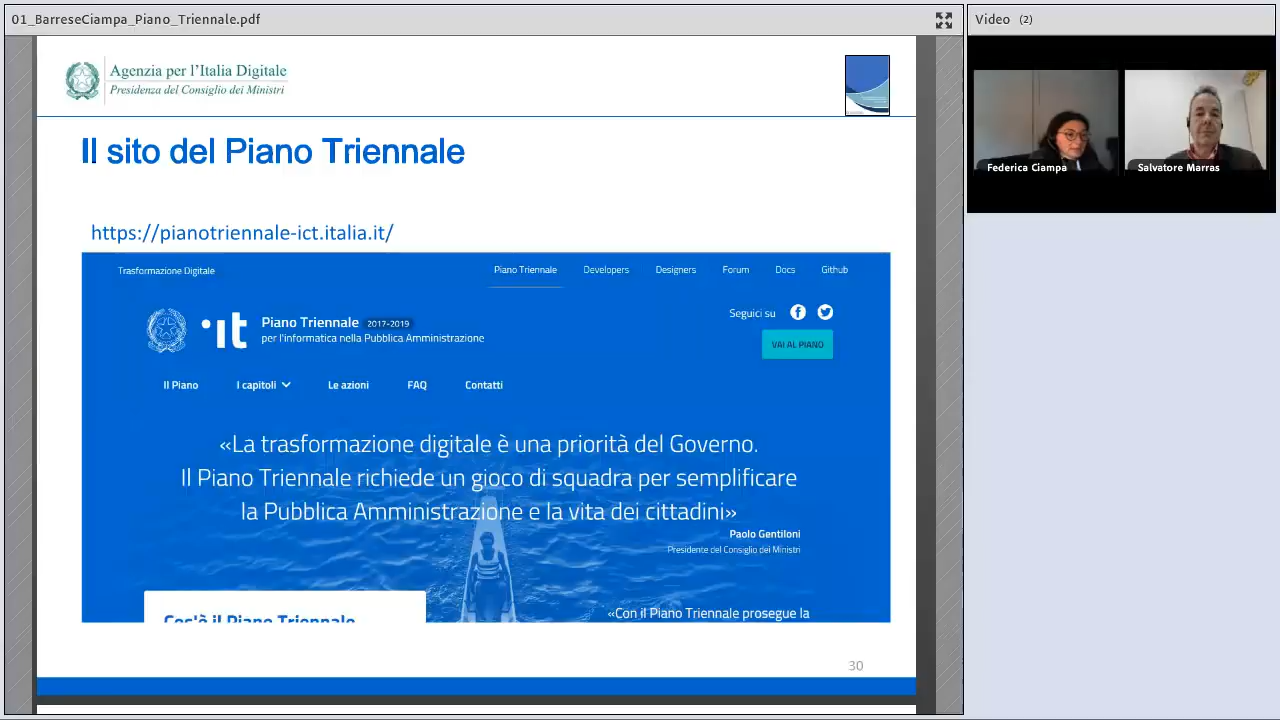 01_BarreseCiampa_Piano_Triennale.pdf
Video (2)
Agenzia per l'Italia Digitale
Presidenza del Consiglio dei Ministri
Federica Ciampa
Salvatore Marras
Il sito del Piano Triennale
https://pianotriennale-ict.italia.it/
Trasformazione Digitale
Piano Triennale Developers Designers Forum Docs Github
Seguici su
it Piano Triennale 2017-2019
per l'informatica nella Pubblica Amministrazione
VAI AL PIANO
Il Piano I capitoli Le azioni FAQ Contatti
«La trasformazione digitale è una priorità del Governo.
Il Piano Triennale richiede un gioco di squadra per semplificare
la Pubblica Amministrazione e la vita dei cittadini»
Paolo Gentiloni
Presidente del Consiglio dei Ministri
Cos'è il Piano Triennale
«Con il Piano Triennale prosegue la
30